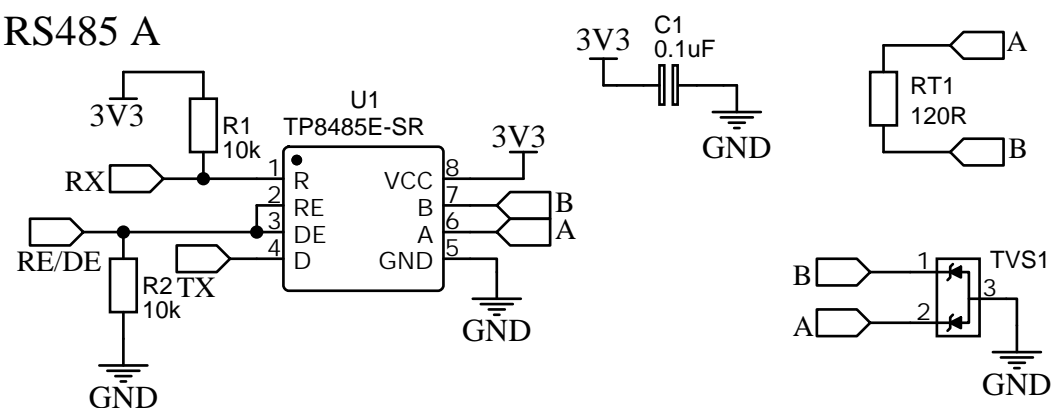 RS485 A
3V3
R1
10k
RX
U1
TP8485E-SR
1
R
2
RE
3
DE
4
D
VCC
8
B
7
A
6
GND
5
3V3
B
A
GND
RE/DE
R2
10k
TX
GND
3V3
C1
0.1uF
GND
A
RT1
120R
B
B
A
1
2
3
TVS1
GND